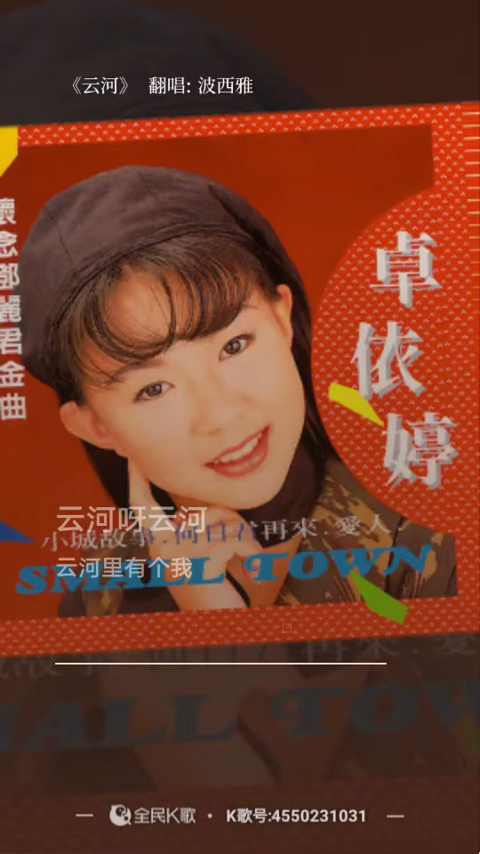 《云河》 翻唱: 波西雅
懷念鄧麗君金曲
卓依婷
云河呀云河
小城故事.何日君再來.愛人
云河里有个我
SMALL TOWN
全民K歌 · K歌号:4550231031